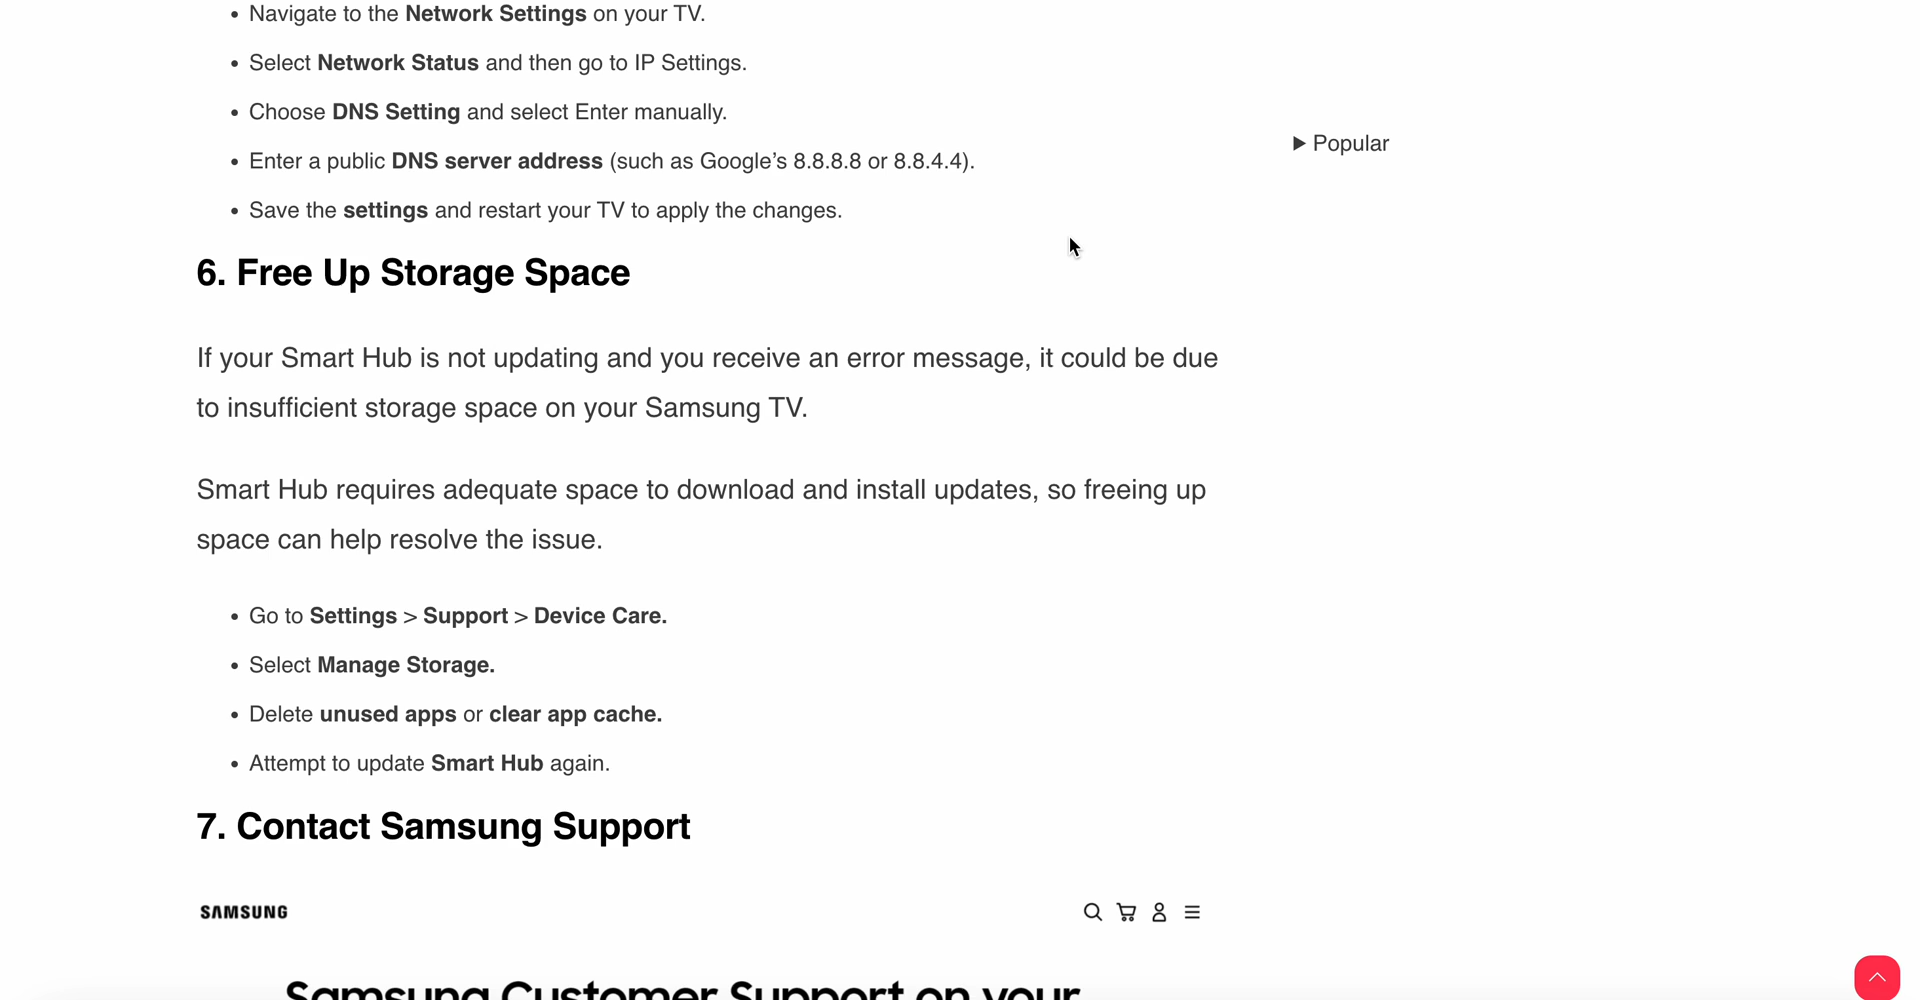 Navigate to the Network Settings on your TV.
Select Network Status and then go to IP Settings.
Choose DNS Setting and select Enter manually.
Enter a public DNS server address (such as Google’s 8.8.8.8 or 8.8.4.4).
Save the settings and restart your TV to apply the changes.
Popular
6. Free Up Storage Space
If your Smart Hub is not updating and you receive an error message, it could be due
to insufficient storage space on your Samsung TV.
Smart Hub requires adequate space to download and install updates, so freeing up
space can help resolve the issue.
Go to Settings > Support > Device Care.
Select Manage Storage.
Delete unused apps or clear app cache.
Attempt to update Smart Hub again.
7. Contact Samsung Support
SAMSUNG
Samsung Customer Support on your